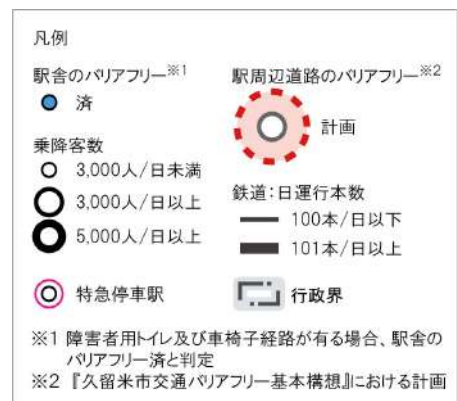 凡例
駅舎のバリアフリー※1
済
乗降客数
3,000人/日未満
3,000人/日以上
5,000人/日以上
特急停車駅
駅周辺道路のバリアフリー※2
計画
鉄道:日運行本数
100本/日以下
101本/日以上
行政界
※1 障害者用トイレ及び車椅子経路が有る場合、駅舎の
バリアフリー済と判定
※2 『久留米市交通バリアフリー基本構想』における計画